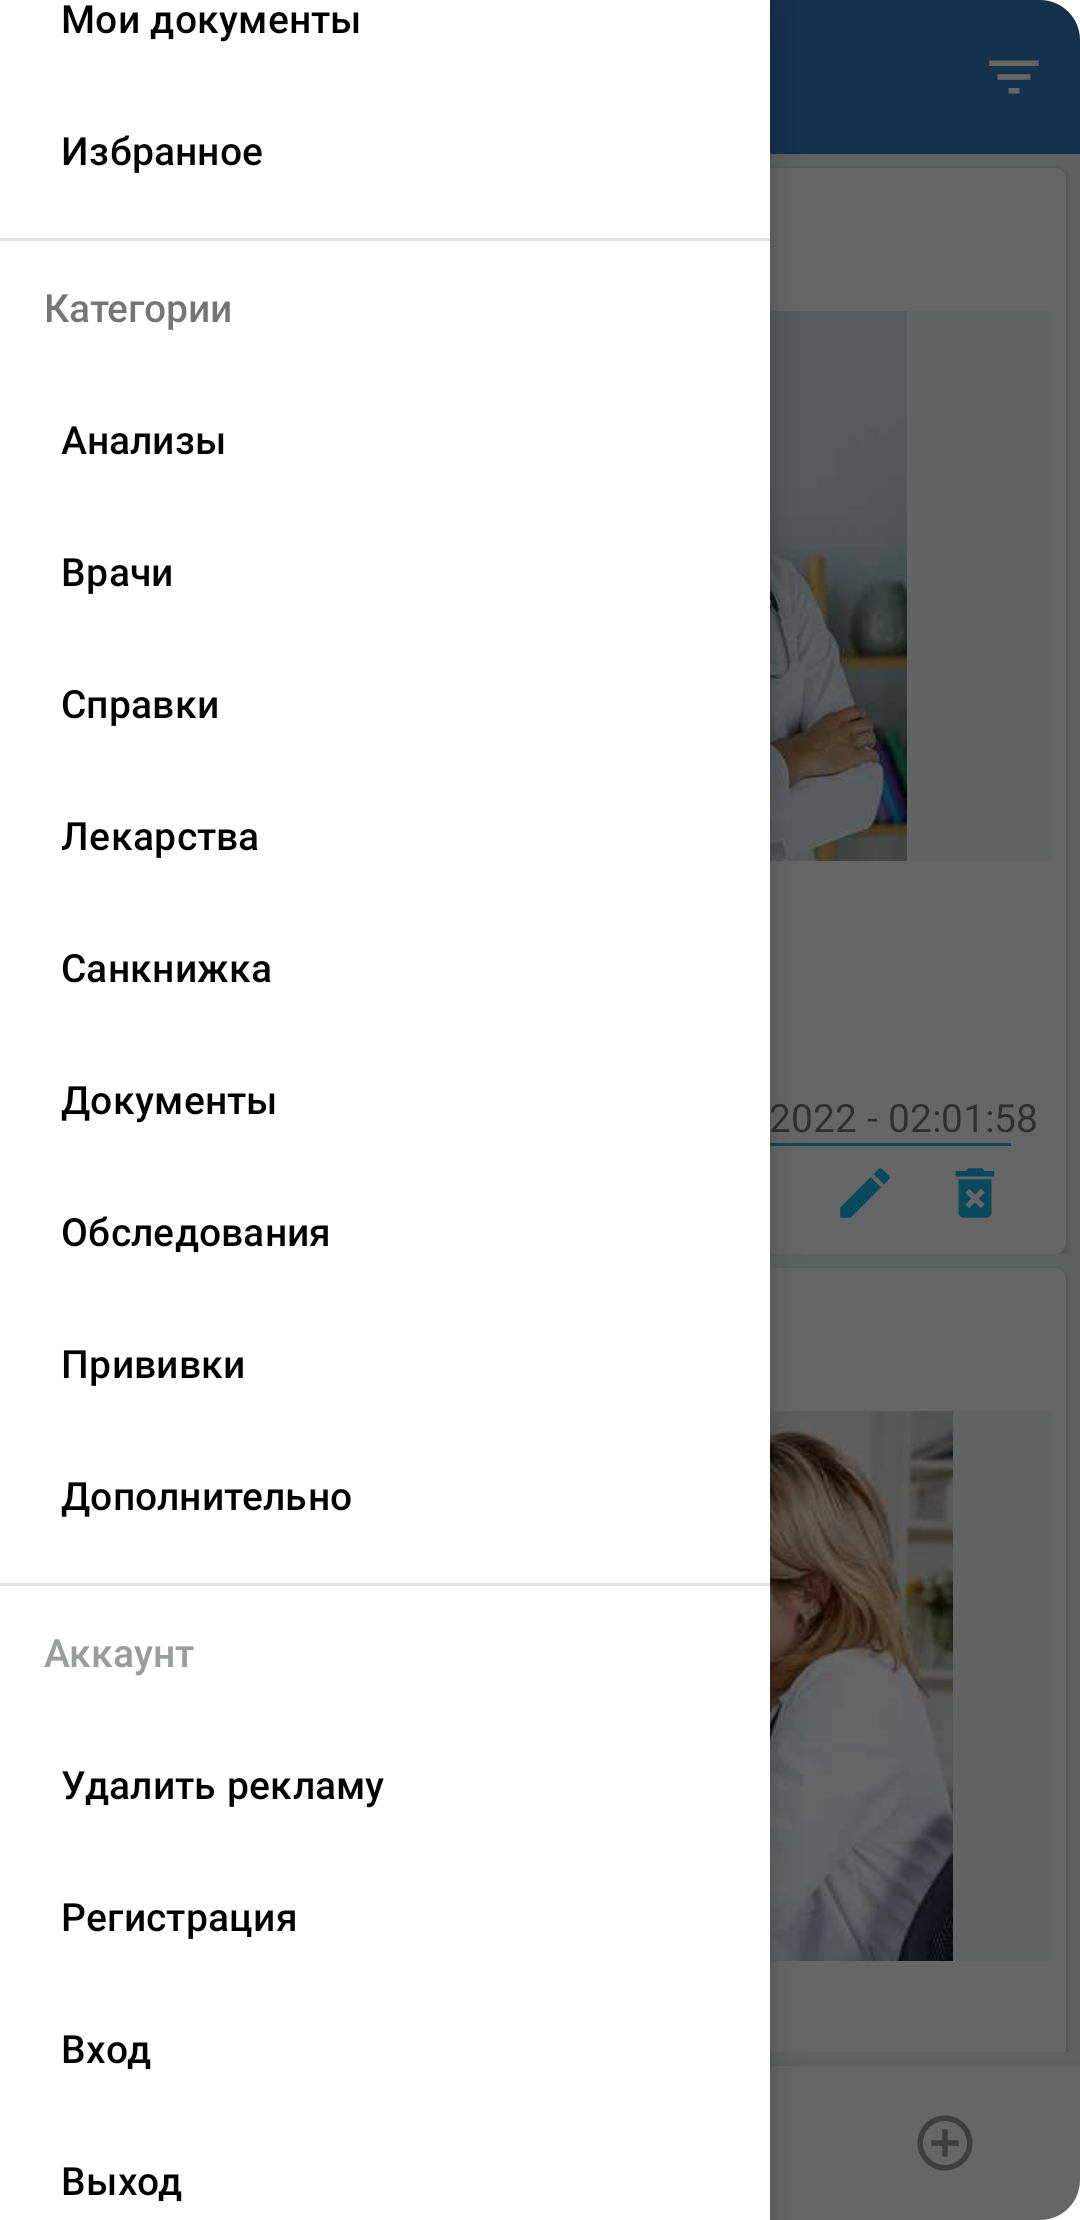 Мои документы
Избранное
Категории
Анализы
Врачи
Справки
Лекарства
Санкнижка
Документы
Обследования
Прививки
Дополнительно
Аккаунт
Удалить рекламу
Регистрация
Вход
Выход
2022 - 02:01:58